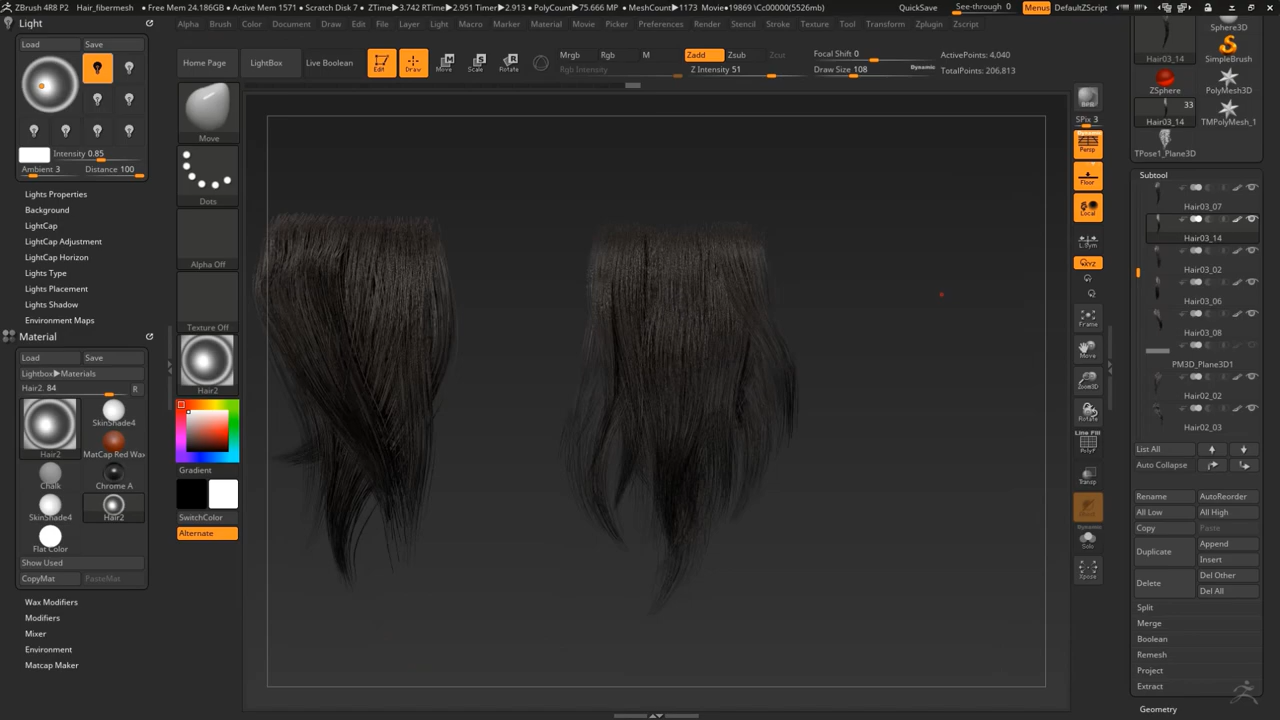 ZBrush 4R8 P2 Hair_fibermesh • Free Mem 24.186GB • Active Mem 1571 • Scratch Disk 7 • ZTime▶3.742 RTime▶2.951 Timer▶2.913 • PolyCount▶75.666 MP • MeshCount▶1173 QuickSave See-through 0 Menus DefaultZScript
Light
Alpha Brush Color Document Draw Edit File Layer Light Macro Hairmaker Material Movie Picker Preferences Render Stencil Stroke Texture Tool Transform Zplugin Zscript
Load Save
Home Page LightBox Live Boolean
Edit Draw Move Scale Rotate
Mrgb Rgb M
Rgb Intensity
Zadd Zsub Zcut
Z Intensity 51
Focal Shift 0
Draw Size 108 Dynamic
ActivePoints: 4,040
TotalPoints: 206.813
Intensity 0.85
Ambient 3 Distance 100
Lights Properties
Background
LightCap
LightCap Adjustment
LightCap Horizon
Lights Type
Lights Placement
Lights Shadow
Environment Maps
Material
Load Save
Lightbox▶Materials
Hair2. 84 R
Hair2
SkinShade4
MatCap Red Wax
Chalk
Chrome A
SkinShade4
Hair2
Flat Color
Show Used
CopyMat PasteMat
Wax Modifiers
Modifiers
Mixer
Environment
Matcap Maker
Move
Dots
Alpha Off
Texture Off
Hair2
Gradient
SwitchColor
Alternate
BPR
SPix 3
Dynamic
Persp
Floor
Local
L.Sym
XYZ
Frame
Move
Zoom3D
Rotate
Line Fill
PolyF
Transp
Ghost
Dynamic
Solo
Xpose
Sphere3D
Hair03_14 SimpleBrush
ZSphere PolyMesh3D
33
Hair03_14 TMPolyMesh_1
TPose1_Plane3D
Subtool
Hair03_07
Hair03_14
Hair03_02
Hair03_06
Hair03_08
PM3D_Plane3D1
Hair02_02
Hair02_03
List All
Auto Collapse
Rename AutoReorder
All Low All High
Copy Paste
Duplicate
Append
Insert
Delete
Del Other
Del All
Split
Merge
Boolean
Remesh
Project
Extract
Geometry